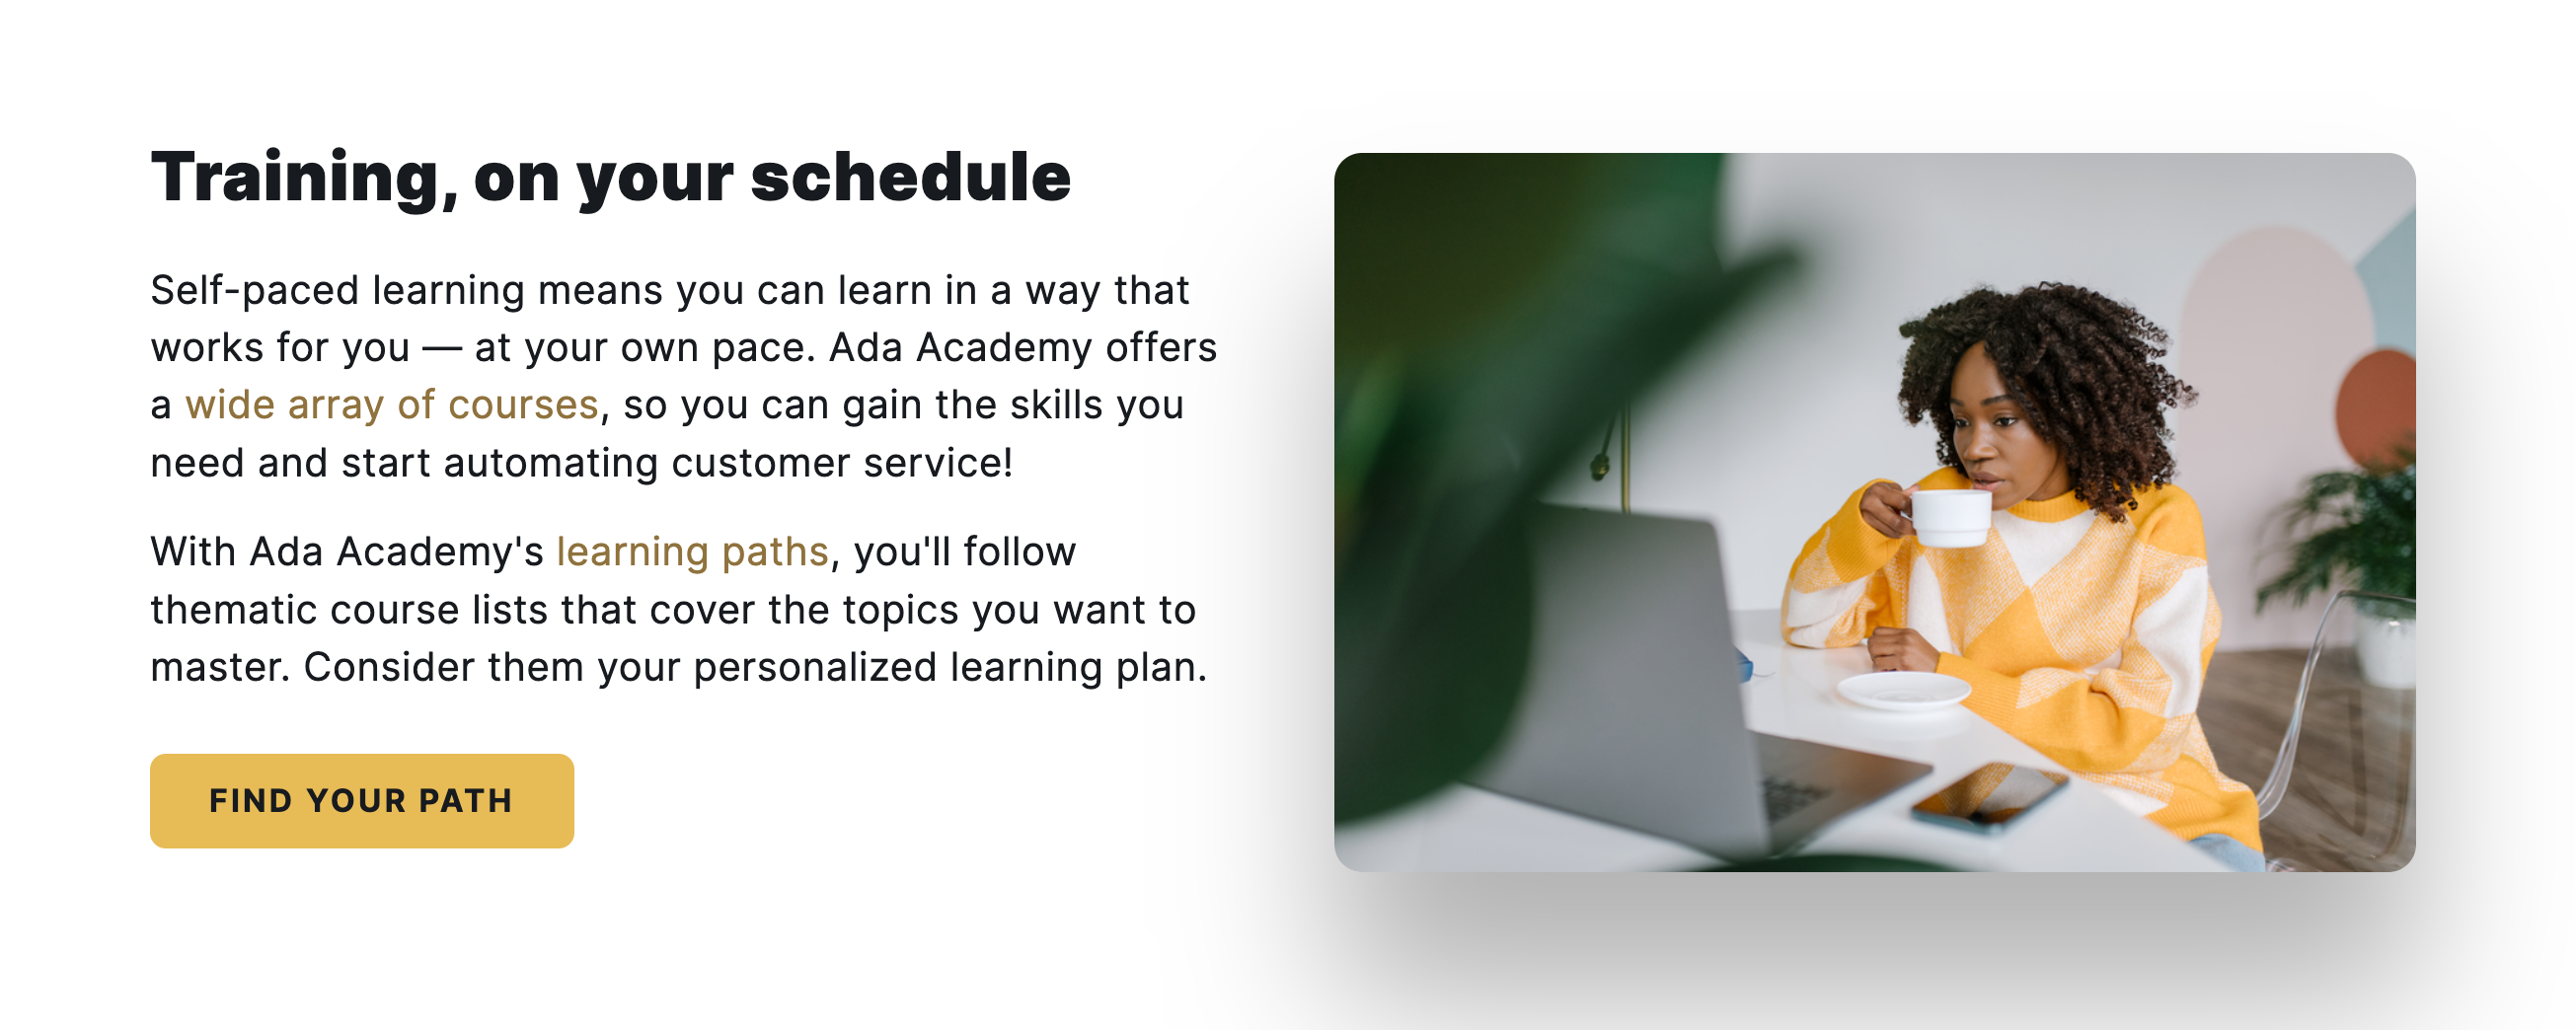 Training, on your schedule
Self-paced learning means you can learn in a way that
works for you — at your own pace. Ada Academy offers
a wide array of courses, so you can gain the skills you
need and start automating customer service!
With Ada Academy's learning paths, you'll follow
thematic course lists that cover the topics you want to
master. Consider them your personalized learning plan.
FIND YOUR PATH